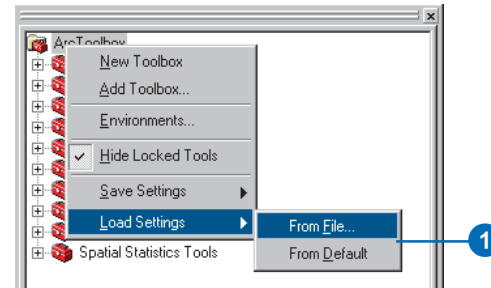 ArcToolbox
New Toolbox
Add Toolbox...
Environments...
Hide Locked Tools
Save Settings
Load Settings
From File...
From Default
1
Spatial Statistics Tools